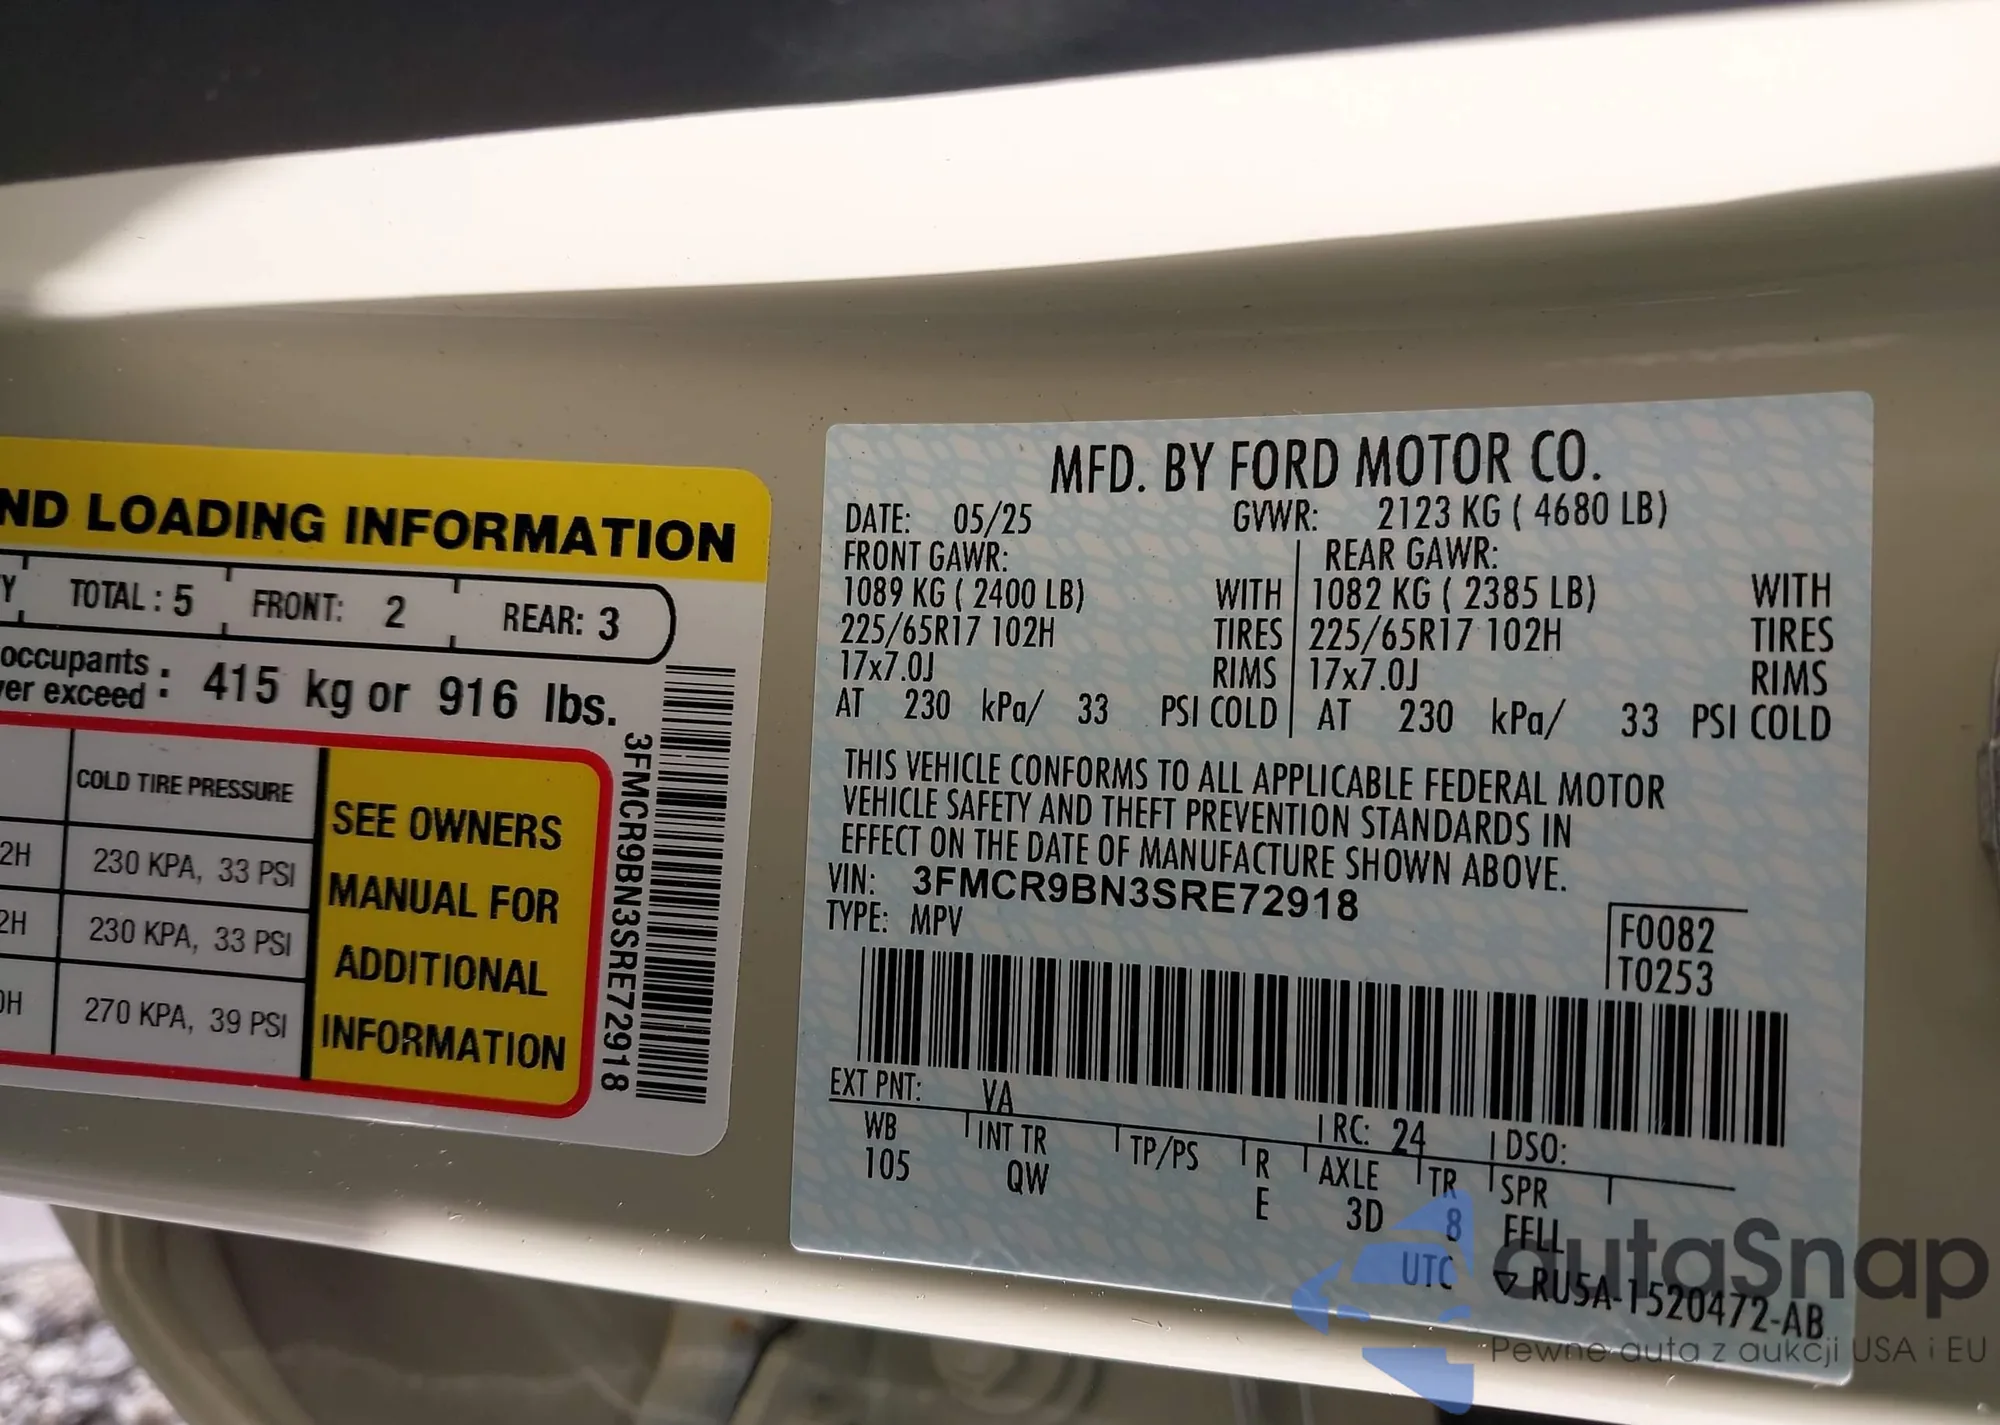 ND LOADING INFORMATION
Y TOTAL : 5 FRONT: 2 REAR: 3
occupants :
ver exceed : 415 kg or 916 lbs.
COLD TIRE PRESSURE
2H 230 KPA, 33 PSI
2H 230 KPA, 33 PSI
0H 270 KPA, 39 PSI
SEE OWNERS
MANUAL FOR
ADDITIONAL
INFORMATION
3FMCR9BN3SRE72918
MFD. BY FORD MOTOR CO.
DATE: 05/25 GVWR: 2123 KG ( 4680 LB)
FRONT GAWR: REAR GAWR:
1089 KG ( 2400 LB) WITH 1082 KG ( 2385 LB) WITH
225/65R17 102H TIRES 225/65R17 102H TIRES
17x7.0J RIMS 17x7.0J RIMS
AT 230 kPa/ 33 PSI COLD AT 230 kPa/ 33 PSI COLD
THIS VEHICLE CONFORMS TO ALL APPLICABLE FEDERAL MOTOR
VEHICLE SAFETY AND THEFT PREVENTION STANDARDS IN
EFFECT ON THE DATE OF MANUFACTURE SHOWN ABOVE.
VIN: 3FMCR9BN3SRE72918
TYPE: MPV
F0082
T0253
EXT PNT: VA RC: 24 DSO:
WB INT TR TP/PS R AXLE TR SPR
105 QW E 3D 8 FFLL
UTC RU5A-1520472-AB
autaSnap
Pewne auta z aukcji USA i EU